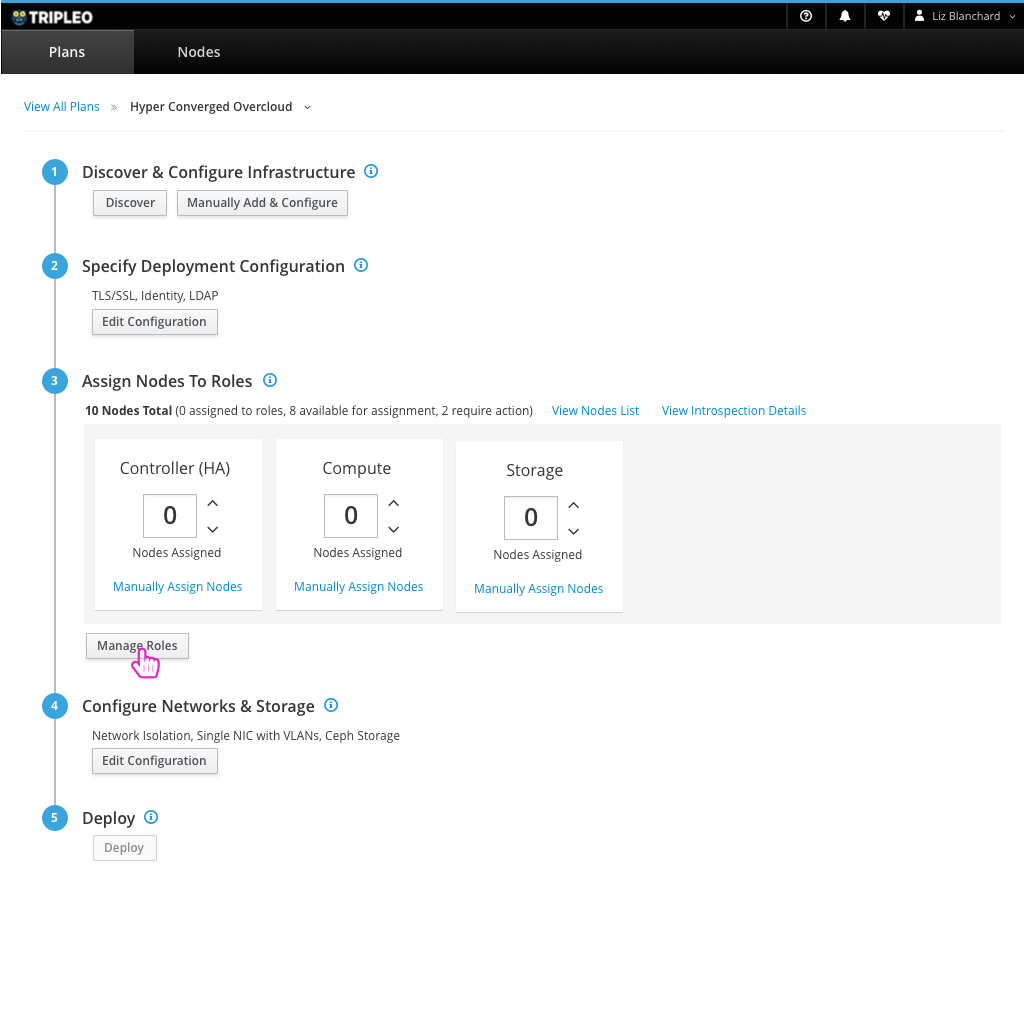 TRIPLEO
Liz Blanchard
Plans
Nodes
View All Plans » Hyper Converged Overcloud
1 Discover & Configure Infrastructure
Discover
Manually Add & Configure
2 Specify Deployment Configuration
TLS/SSL, Identity, LDAP
Edit Configuration
3 Assign Nodes To Roles
10 Nodes Total (0 assigned to roles, 8 available for assignment, 2 require action) View Nodes List View Introspection Details
Controller (HA)
0
Nodes Assigned
Manually Assign Nodes
Compute
0
Nodes Assigned
Manually Assign Nodes
Storage
0
Nodes Assigned
Manually Assign Nodes
Manage Roles
4 Configure Networks & Storage
Network Isolation, Single NIC with VLANs, Ceph Storage
Edit Configuration
5 Deploy
Deploy